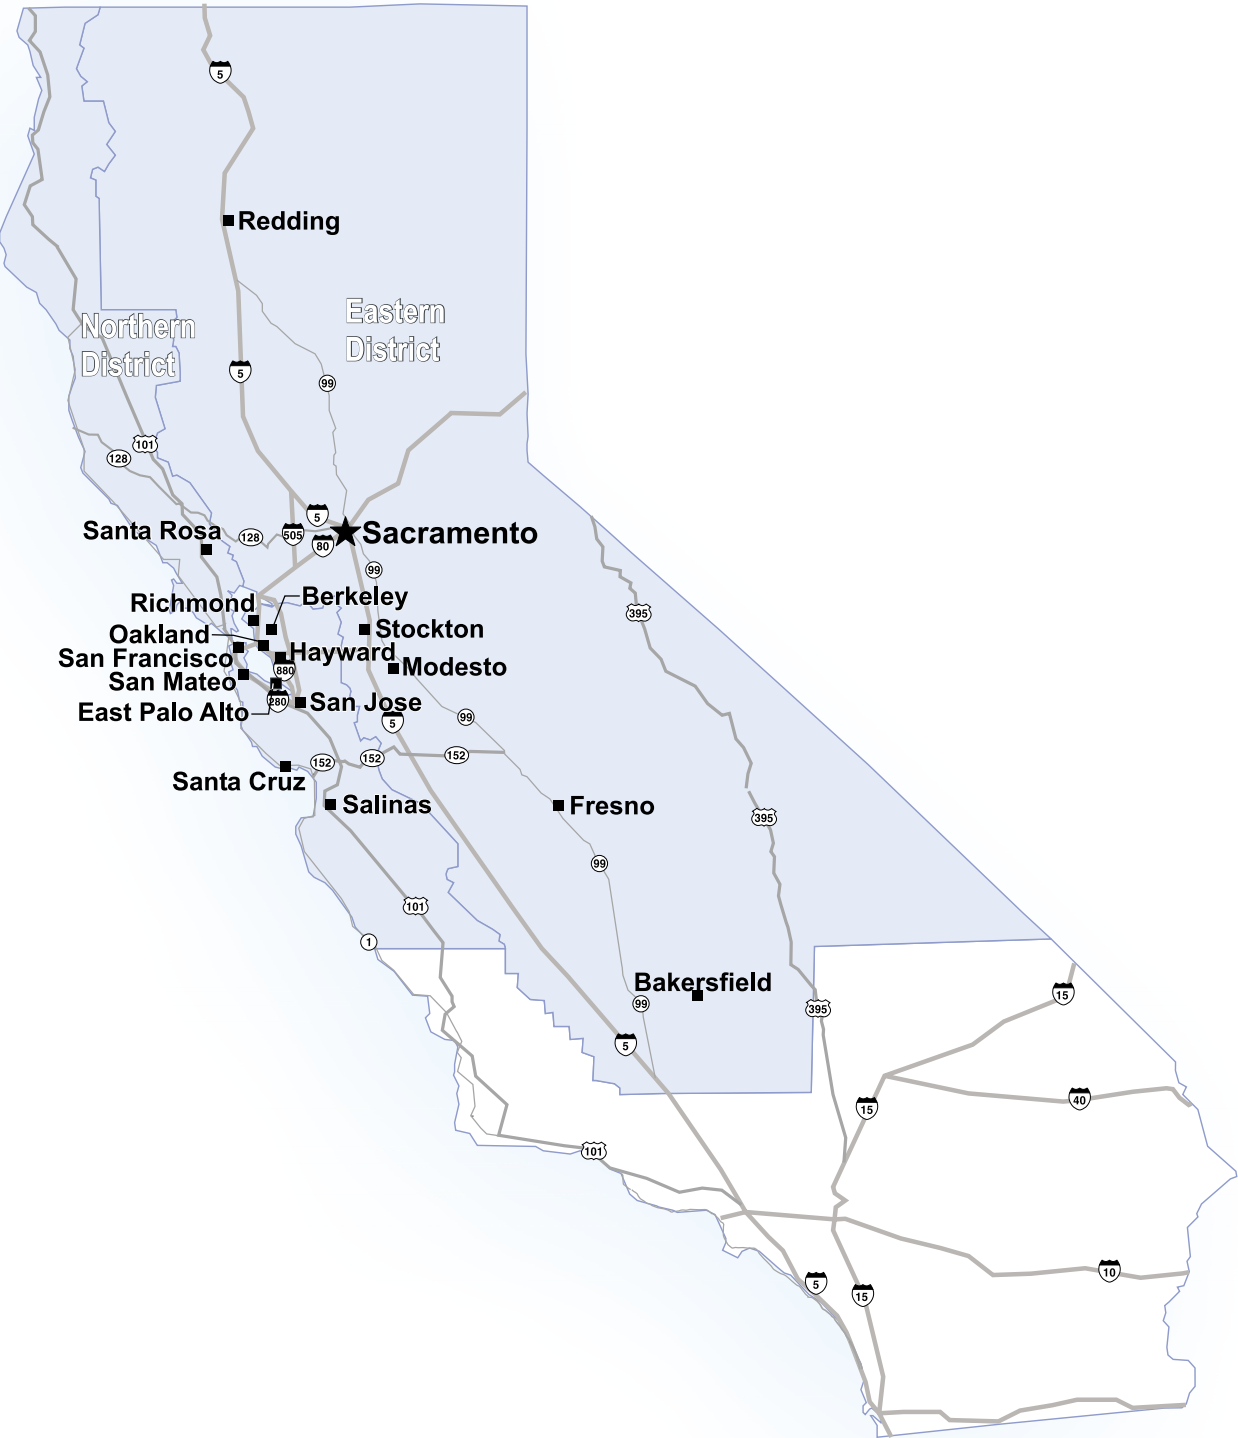 5
Redding
Eastern
District
Northern
District
5
99
101
128
5
Santa Rosa
128
505
80
Sacramento
99
Berkeley
Richmond
395
Oakland
Stockton
San Francisco
Hayward
880
Modesto
San Mateo
East Palo Alto
280
San Jose
5
99
152
152
152
Santa Cruz
Salinas
Fresno
395
99
101
1
Bakersfield
99
395
15
5
15
40
101
5
15
10